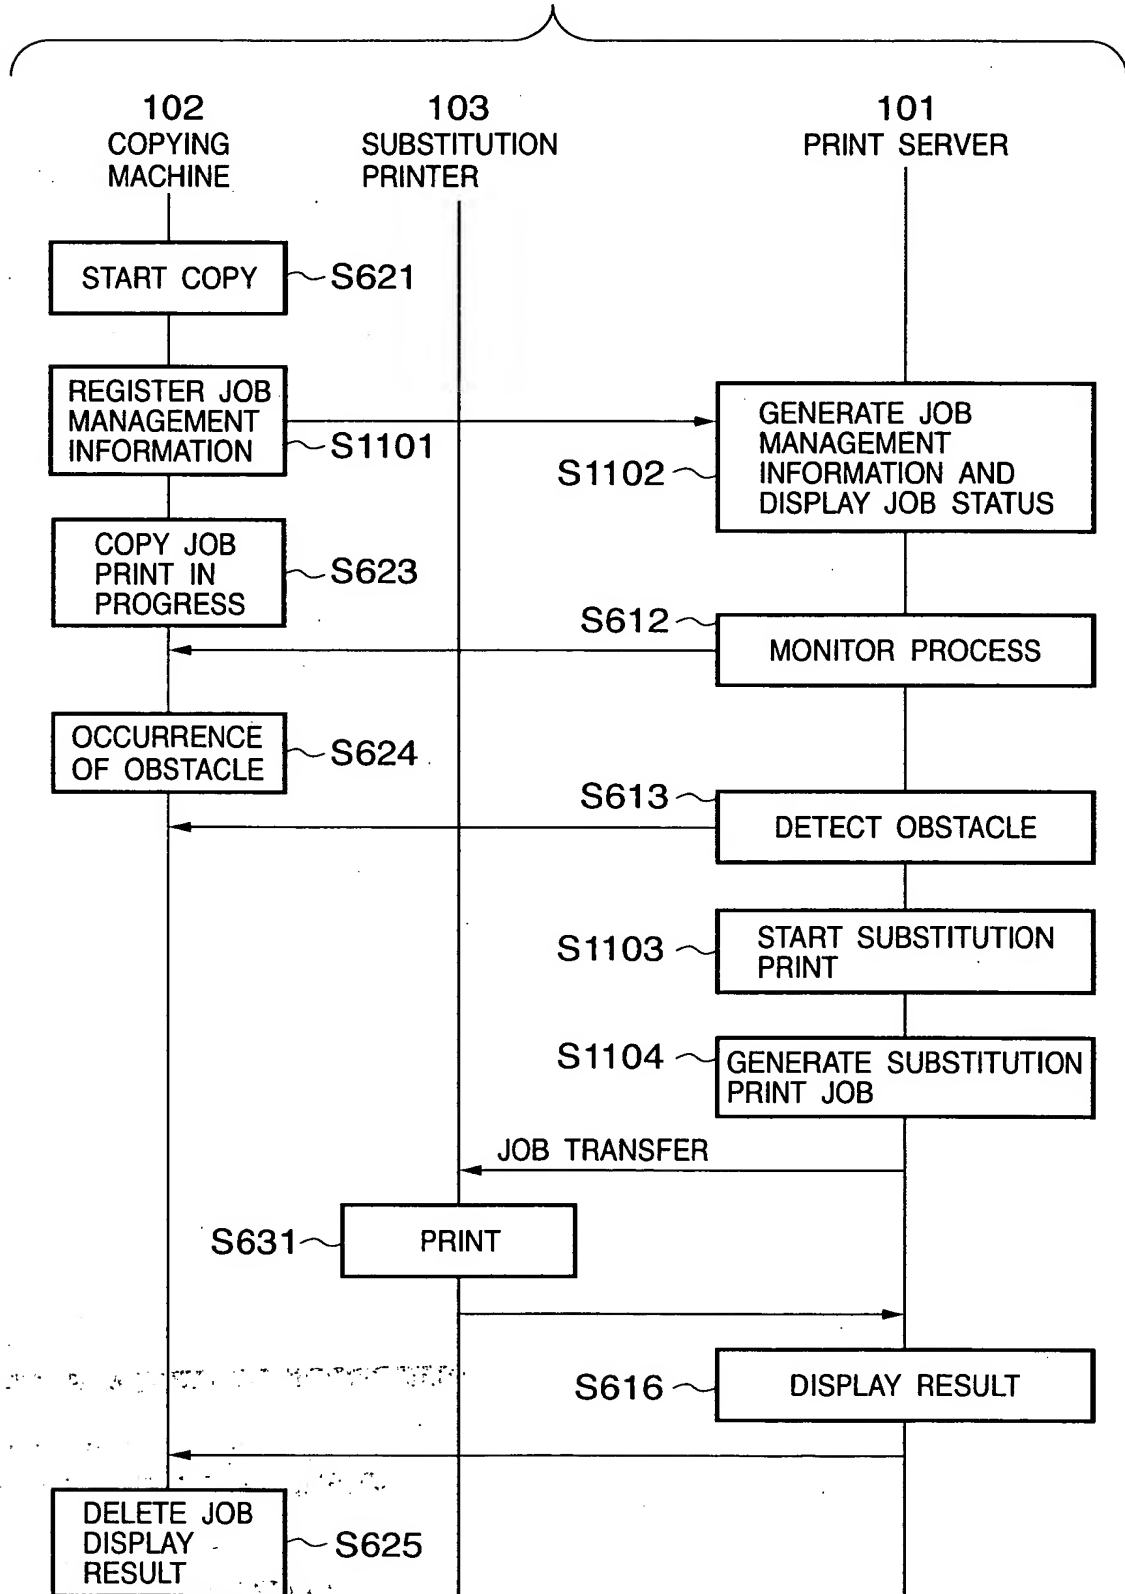 102
COPYING
MACHINE
103
SUBSTITUTION
PRINTER
101
PRINT SERVER
START COPY
S621
REGISTER JOB
MANAGEMENT
INFORMATION
S1101
GENERATE JOB
MANAGEMENT
INFORMATION AND
DISPLAY JOB STATUS
S1102
COPY JOB
PRINT IN
PROGRESS
S623
S612
MONITOR PROCESS
OCCURRENCE
OF OBSTACLE
S624
S613
DETECT OBSTACLE
S1103
START SUBSTITUTION
PRINT
S1104
GENERATE SUBSTITUTION
PRINT JOB
JOB TRANSFER
S631
PRINT
S616
DISPLAY RESULT
DELETE JOB
DISPLAY
RESULT
S625